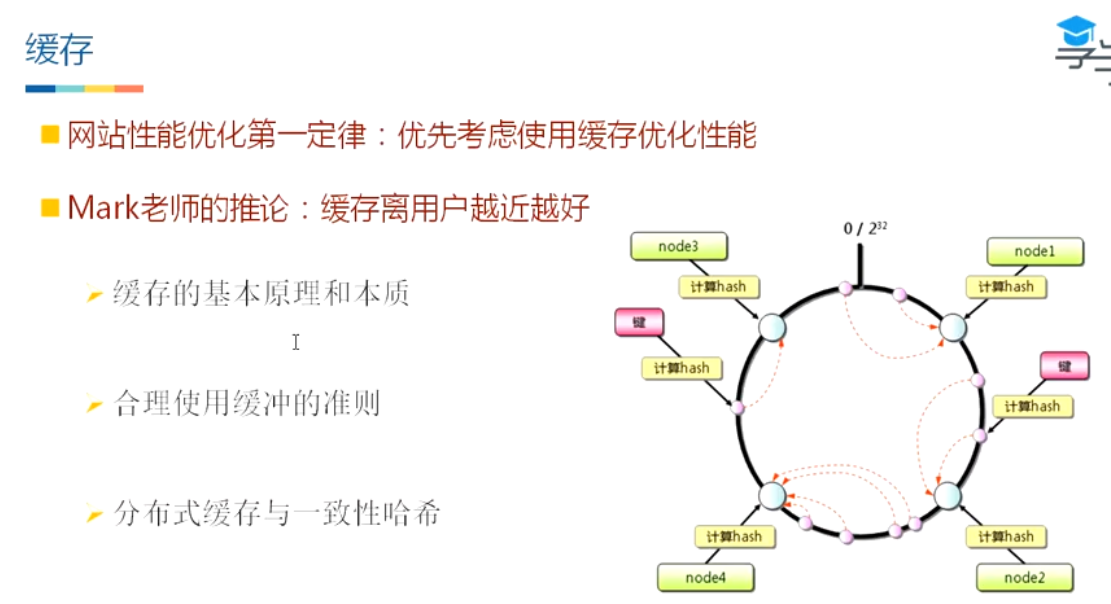 缓存
网站性能优化第一定律：优先考虑使用缓存优化性能
Mark老师的推论：缓存离用户越近越好
缓存的基本原理和本质
合理使用缓冲的准则
分布式缓存与一致性哈希
0 / 2³²
node3
node1
计算hash
计算hash
键
计算hash
键
计算hash
计算hash
计算hash
node4
node2